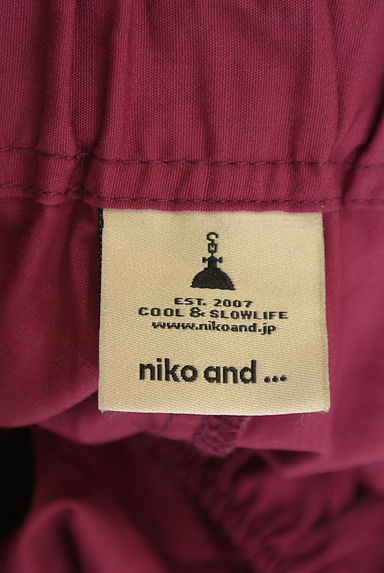 EST. 2007
COOL & SLOWLIFE
www.nikoand.jp
niko and ...